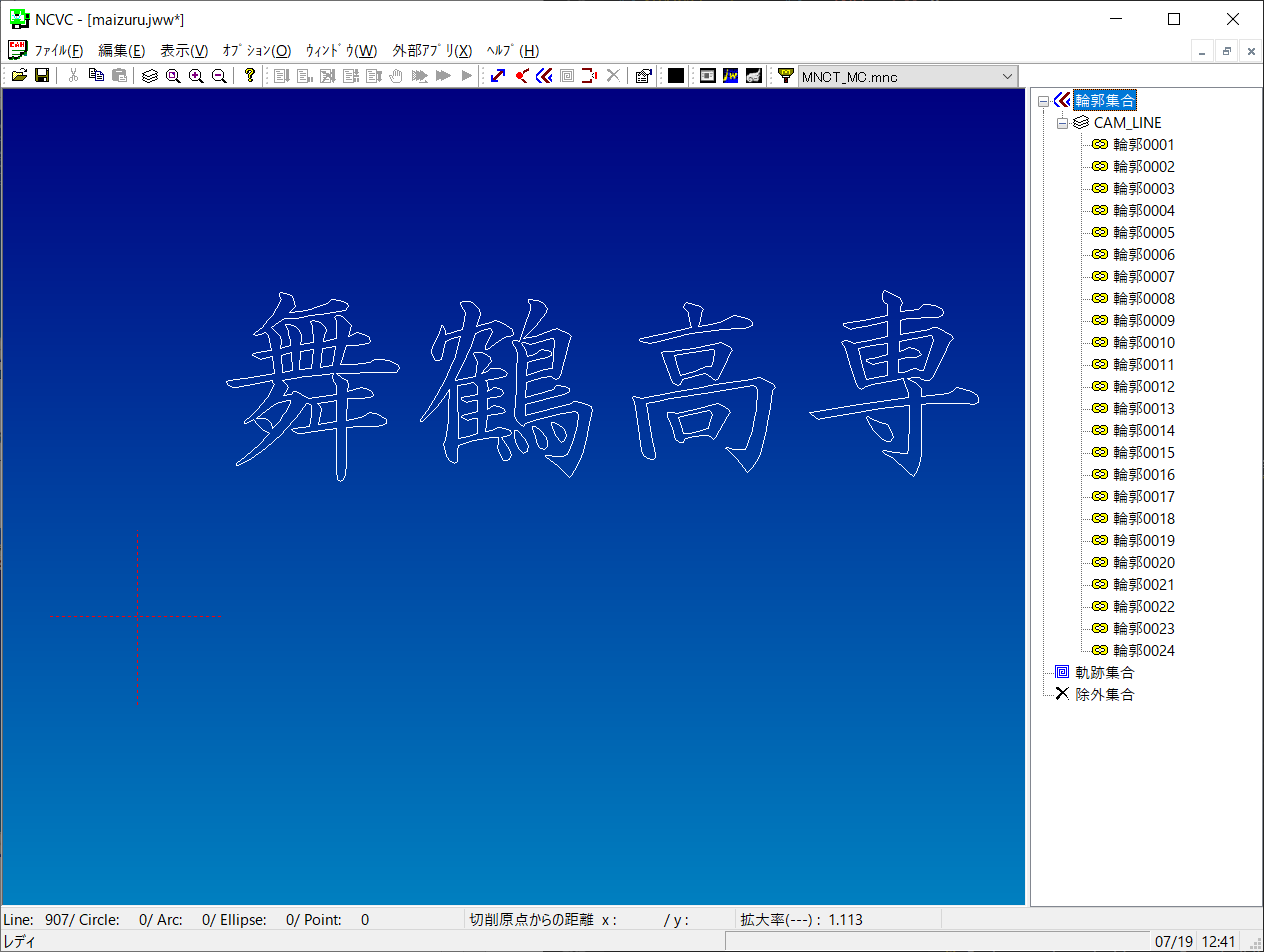 NCVC - [maizuru.jww*]
ﾌｧｲﾙ(F) 編集(E) 表示(V) ｵﾌﾟｼｮﾝ(O) ｳｨﾝﾄﾞｳ(W) 外部ｱﾌﾟﾘ(X) ﾍﾙﾌﾟ(H)
MNCT_MC.mnc
舞鶴高専
輪郭集合
CAM_LINE
輪郭0001
輪郭0002
輪郭0003
輪郭0004
輪郭0005
輪郭0006
輪郭0007
輪郭0008
輪郭0009
輪郭0010
輪郭0011
輪郭0012
輪郭0013
輪郭0014
輪郭0015
輪郭0016
輪郭0017
輪郭0018
輪郭0019
輪郭0020
輪郭0021
輪郭0022
輪郭0023
輪郭0024
軌跡集合
除外集合
Line: 907/ Circle: 0/ Arc: 0/ Ellipse: 0/ Point: 0 切削原点からの距離 x : / y : 拡大率(---) : 1.113
レディ 07/19 12:41